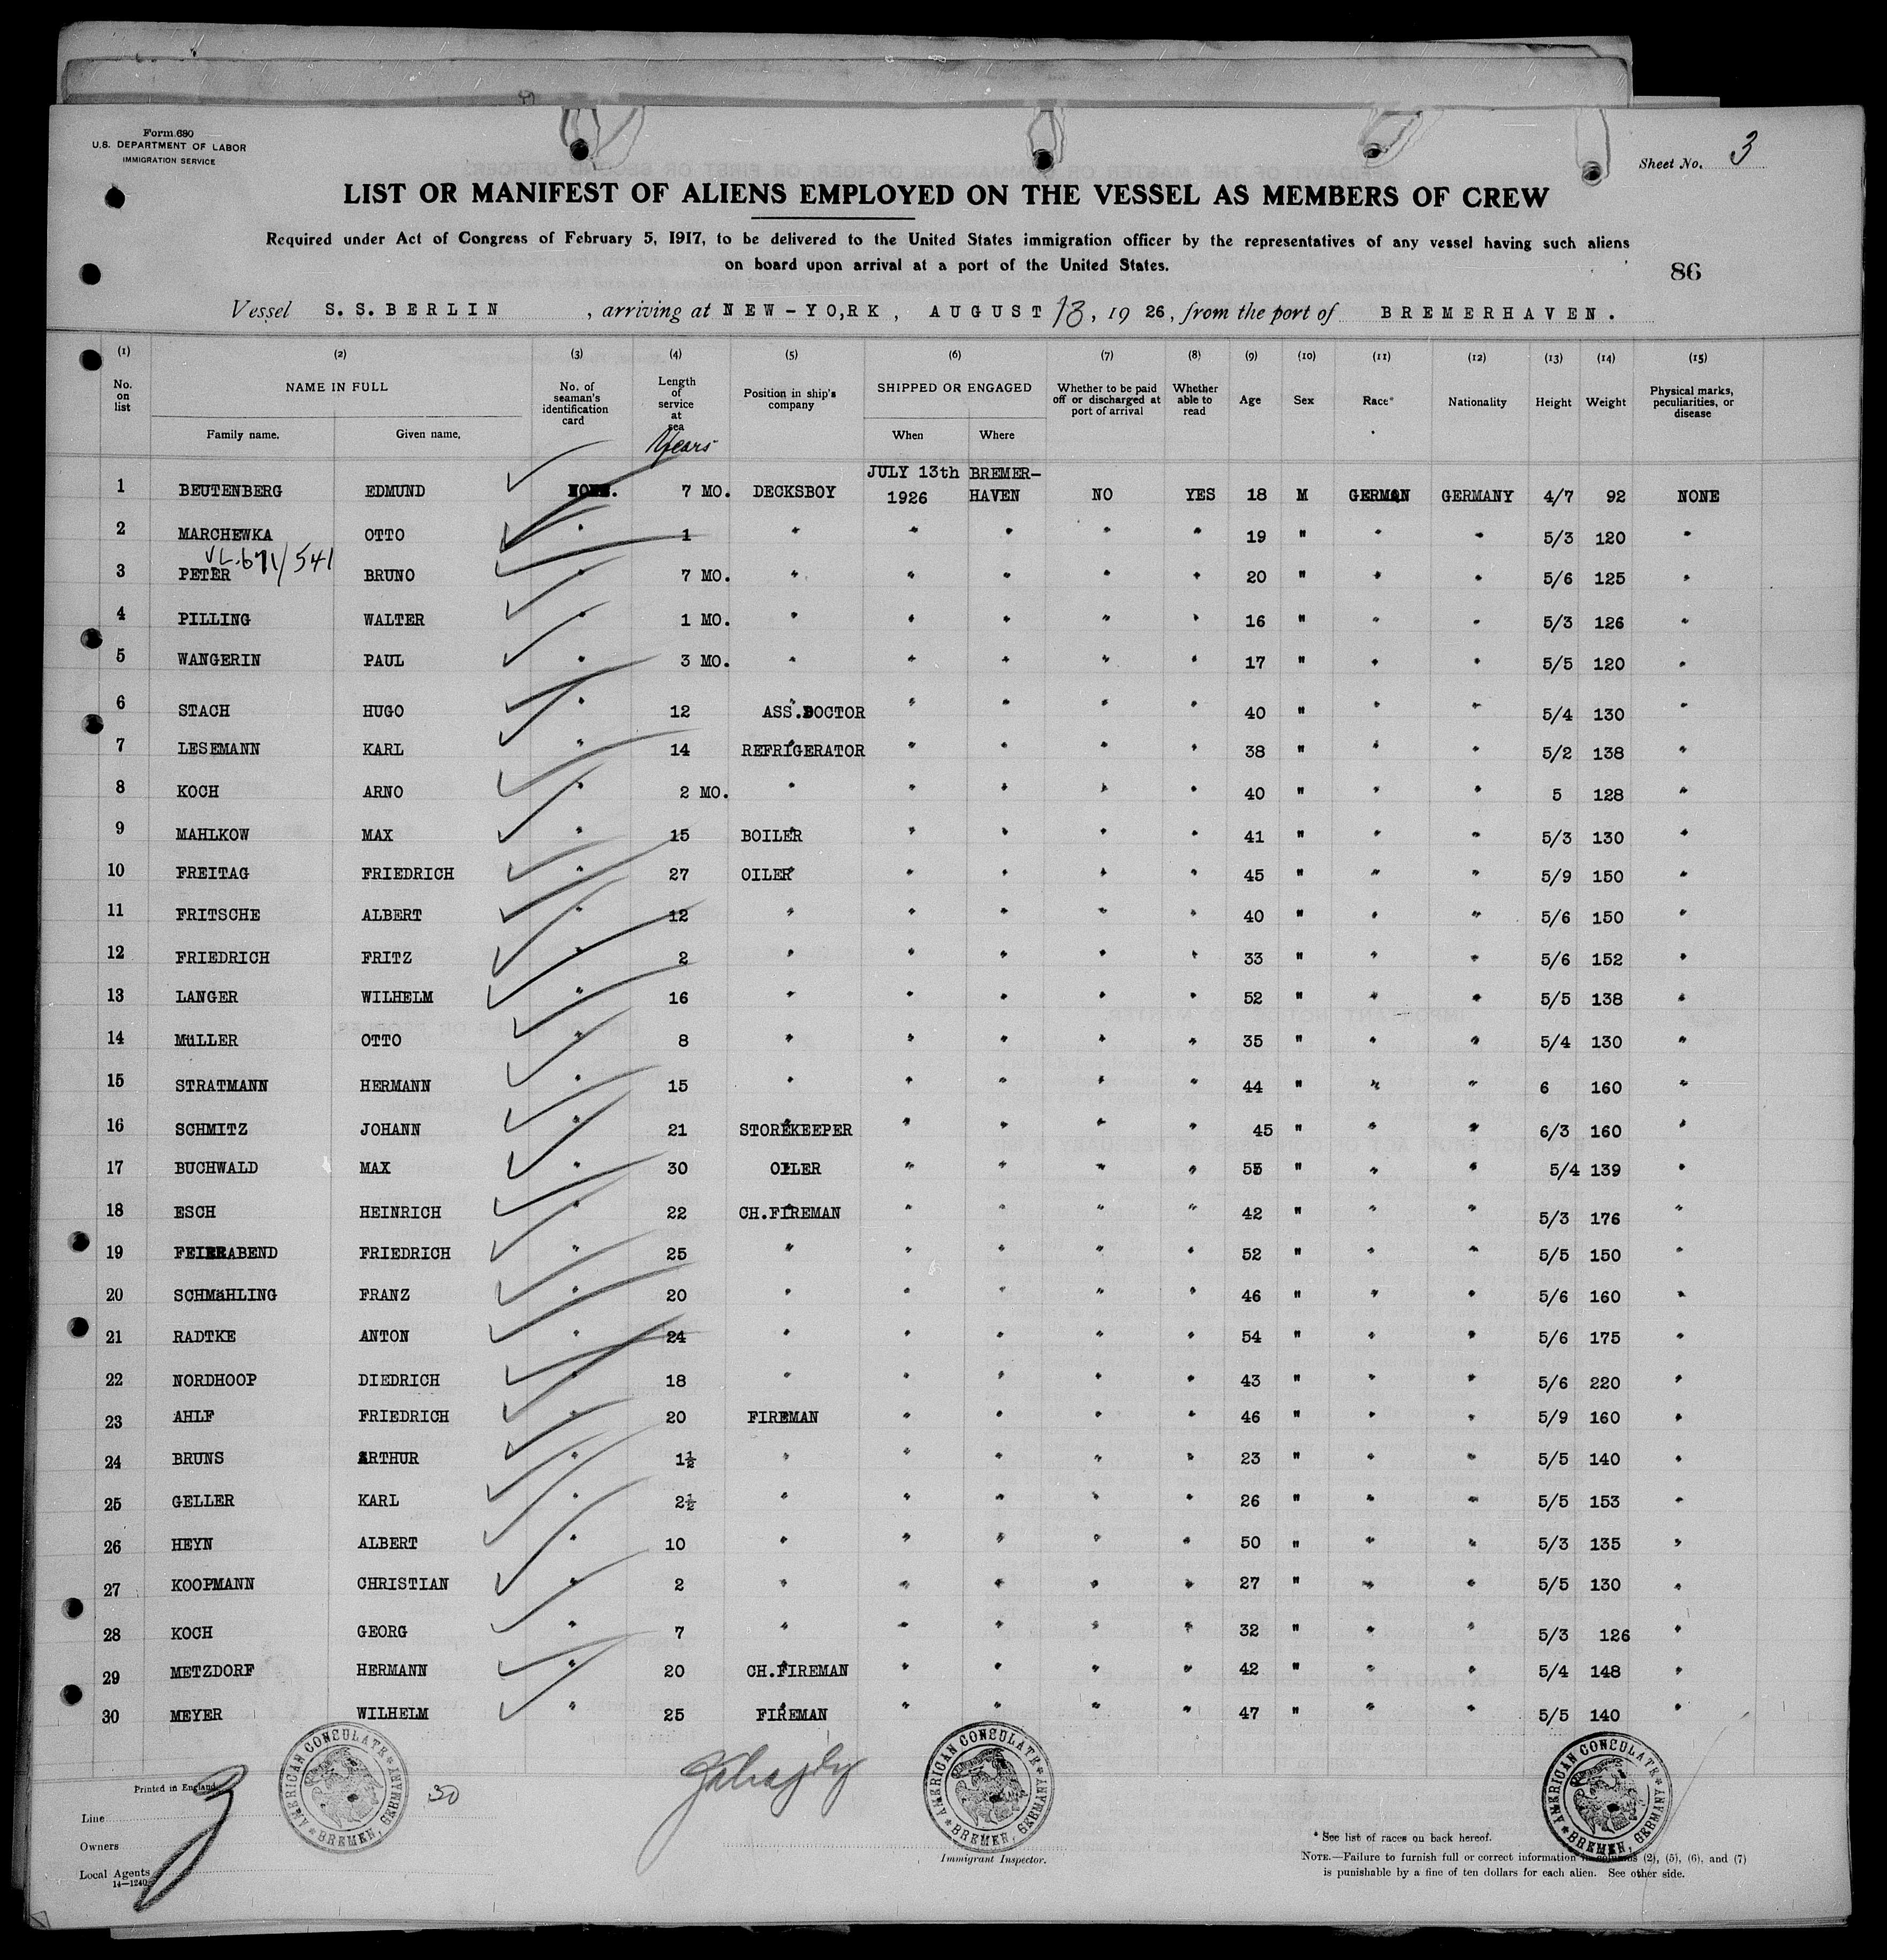 Form 680
U.S. DEPARTMENT OF LABOR
IMMIGRATION SERVICE
Sheet No. 3
LIST OR MANIFEST OF ALIENS EMPLOYED ON THE VESSEL AS MEMBERS OF CREW
Required under Act of Congress of February 5, 1917, to be delivered to the United States immigration officer by the representatives of any vessel having such aliens
on board upon arrival at a port of the United States.
86
Vessel S. S. BERLIN, arriving at NEW-YO,RK, AUGUST 13, 19 26, from the port of BREMERHAVEN.
(1) (2) (3) (4) (5) (6) (7) (8) (9) (10) (11) (12) (13) (14) (15)
No. on list NAME IN FULL No. of seaman's identification card Length of service at sea Position in ship's company SHIPPED OR ENGAGED Whether to be paid off or discharged at port of arrival Whether able to read Age Sex Race* Nationality Height Weight Physical marks, peculiarities, or disease
Family name. Given name. Years When Where
JULY 13th BREMER-
1 BEUTENBERG EDMUND NONE. 7 MO. DECKSBOY 1926 HAVEN NO YES 18 M GERMAN GERMANY 4/7 92 NONE
2 MARCHEWKA OTTO " 1 " " " " " 19 " " " 5/3 120 "
VL.671/541
3 PETER BRUNO " 7 MO. " " " " " 20 " " " 5/6 125 "
4 PILLING WALTER " 1 MO. " " " " " 16 " " " 5/3 126 "
5 WANGERIN PAUL " 3 MO. " " " " " 17 " " " 5/5 120 "
6 STACH HUGO " 12 ASS.DOCTOR " " " " 40 " " " 5/4 130 "
7 LESEMANN KARL " 14 REFRIGERATOR " " " " 38 " " " 5/2 138 "
8 KOCH ARNO " 2 MO. " " " " " 40 " " " 5 128 "
9 MAHLKOW MAX " 15 BOILER " " " " 41 " " " 5/3 130 "
10 FREITAG FRIEDRICH " 27 OILER " " " " 45 " " " 5/9 150 "
11 FRITSCHE ALBERT " 12 " " " " " 40 " " " 5/6 150 "
12 FRIEDRICH FRITZ " 2 " " " " " 33 " " " 5/6 152 "
13 LANGER WILHELM " 16 " " " " " 52 " " " 5/5 138 "
14 MüLLER OTTO " 8 " " " " " 35 " " " 5/4 130 "
15 STRATMANN HERMANN " 15 " " " " " 44 " " " 6 160 "
16 SCHMITZ JOHANN " 21 STOREKEEPER " " " " 45 " " " 6/3 160 "
17 BUCHWALD MAX " 30 OILER " " " " 55 " " " 5/4 139 "
18 ESCH HEINRICH " 22 CH.FIREMAN " " " " 42 " " " 5/3 176 "
19 FEIERABEND FRIEDRICH " 25 " " " " " 52 " " " 5/5 150 "
20 SCHMäHLING FRANZ " 20 " " " " " 46 " " " 5/6 160 "
21 RADTKE ANTON " 24 " " " " " 54 " " " 5/6 175 "
22 NORDHOOP DIEDRICH " 18 " " " " " 43 " " " 5/6 220 "
23 AHLF FRIEDRICH " 20 FIREMAN " " " " 46 " " " 5/9 160 "
24 BRUNS ARTHUR " 1½ " " " " " 23 " " " 5/5 140 "
25 GELLER KARL " 2½ " " " " " 26 " " " 5/5 153 "
26 HEYN ALBERT " 10 " " " " " 50 " " " 5/3 135 "
27 KOOPMANN CHRISTIAN " 2 " " " " " 27 " " " 5/5 130 "
28 KOCH GEORG " 7 " " " " " 32 " " " 5/3 126 "
29 METZDORF HERMANN " 20 CH.FIREMAN " " " " 42 " " " 5/4 148 "
30 MEYER WILHELM " 25 FIREMAN " " " " 47 " " " 5/5 140 "
AMERICAN CONSULATE BREMEN, GERMANY
AMERICAN CONSULATE BREMEN, GERMANY
AMERICAN CONSULATE BREMEN, GERMANY
Printed in England
3
30
Line
Owners
Local Agents
14—1240
Immigrant Inspector.
* See list of races on back hereof.
NOTE.—Failure to furnish full or correct information in columns (2), (5), (6), and (7)
is punishable by a fine of ten dollars for each alien. See other side.